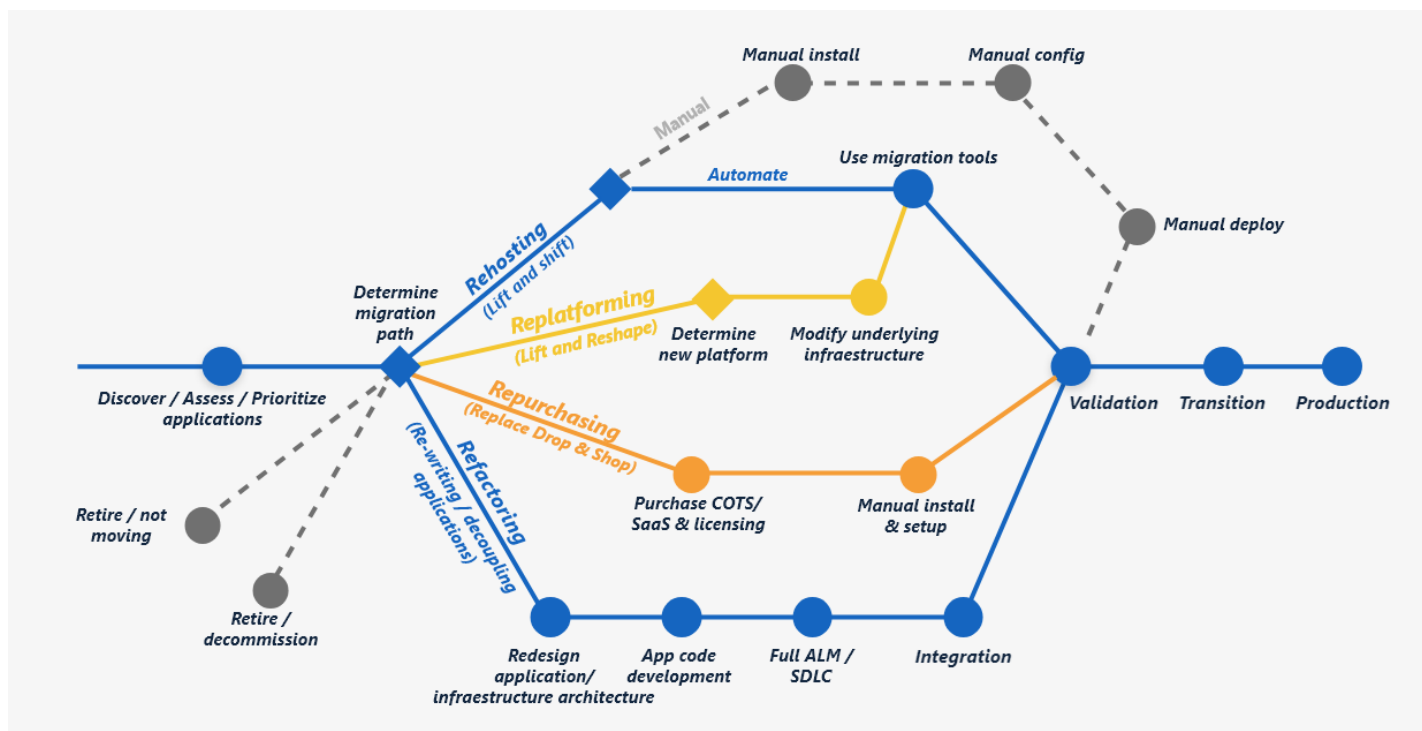 Manual install
Manual config
Manual
Use migration tools
Automate
Manual deploy
Rehosting
(Lift and shift)
Determine
migration
path
Replatforming
(Lift and Reshape)
Determine
new platform
Modify underlying
infraestructure
Discover / Assess / Prioritize
applications
Repurchasing
(Replace Drop & Shop)
Validation
Transition
Production
Refactoring
(Re-writing / decoupling
applications)
Purchase COTS/
SaaS & licensing
Manual install
& setup
Retire / not
moving
Retire /
decommission
Redesign
application/
infraestructure architecture
App code
development
Full ALM /
SDLC
Integration